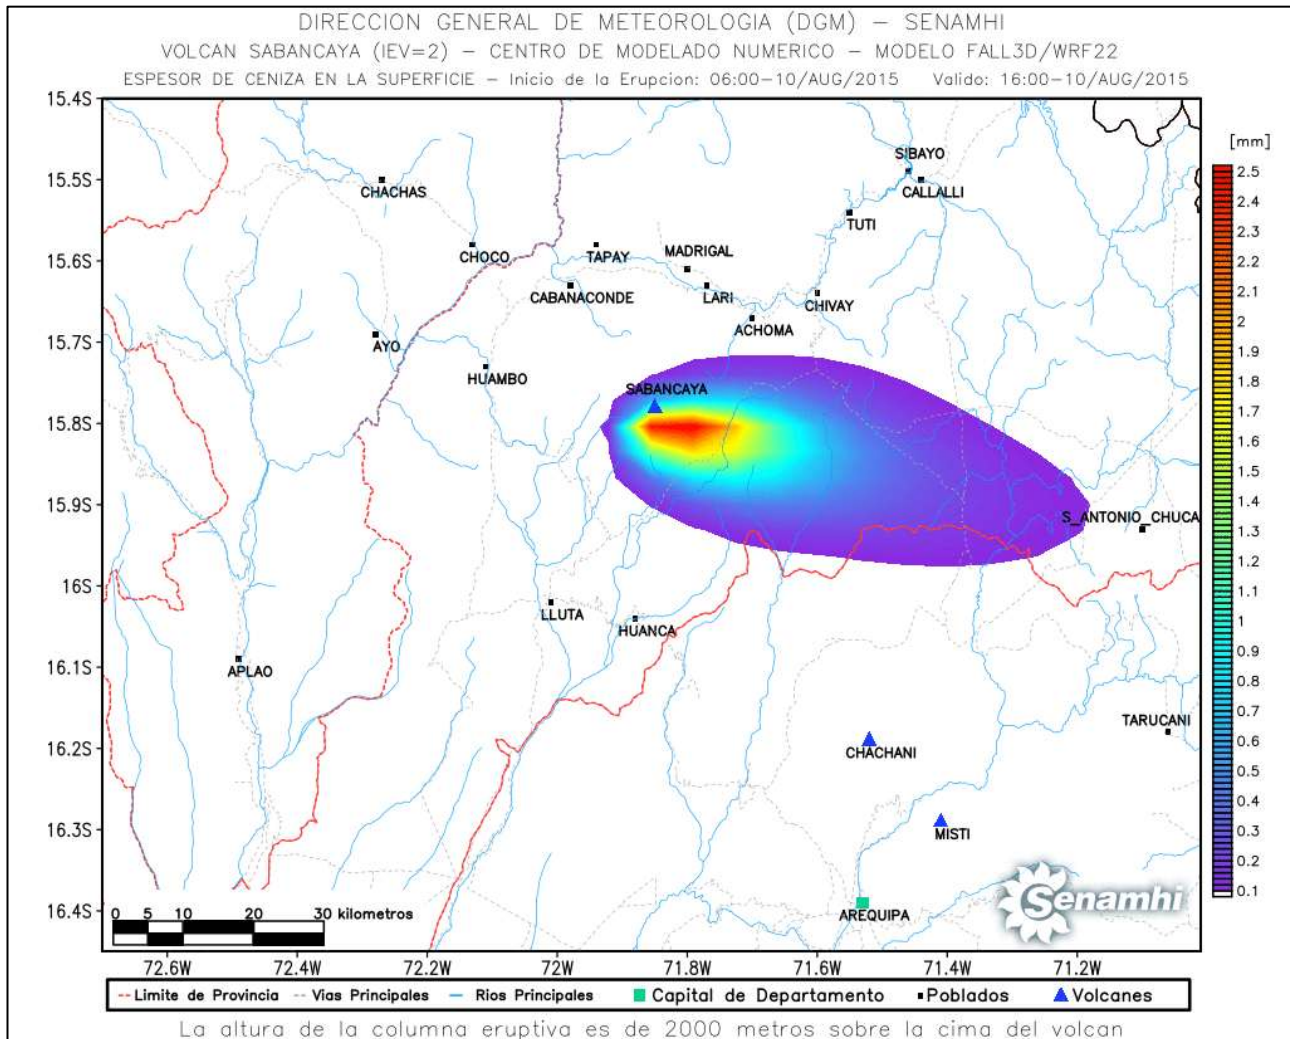 DIRECCION GENERAL DE METEOROLOGIA (DGM) – SENAMHI
VOLCAN SABANCAYA (IEV=2) – CENTRO DE MODELADO NUMERICO – MODELO FALL3D/WRF22
ESPESOR DE CENIZA EN LA SUPERFICIE – Inicio de la Erupcion: 06:00–10/AUG/2015 Valido: 16:00–10/AUG/2015
15.4S
[mm]
SIBAYO
2.5
15.5S
CHACHAS
CALLALLI
2.4
2.3
TUTI
2.2
15.6S
CHOCO
TAPAY
MADRIGAL
2.1
CABANACONDE
LARI
CHIVAY
2
ACHOMA
15.7S
AYO
1.9
HUAMBO
1.8
SABANCAYA
1.7
15.8S
1.6
1.5
15.9S
S_ANTONIO_CHUCA
1.4
1.3
1.2
16S
1.1
LLUTA
HUANCA
1
0.9
16.1S
APLAO
0.8
TARUCANI
0.7
16.2S
CHACHANI
0.6
0.5
0.4
16.3S
MISTI
0.3
0.2
Senamhi
0.1
16.4S
0 5 10 20 30 kilometros
AREQUIPA
72.6W 72.4W 72.2W 72W 71.8W 71.6W 71.4W 71.2W
Limite de Provincia Vias Principales Rios Principales Capital de Departamento Poblados Volcanes
La altura de la columna eruptiva es de 2000 metros sobre la cima del volcan